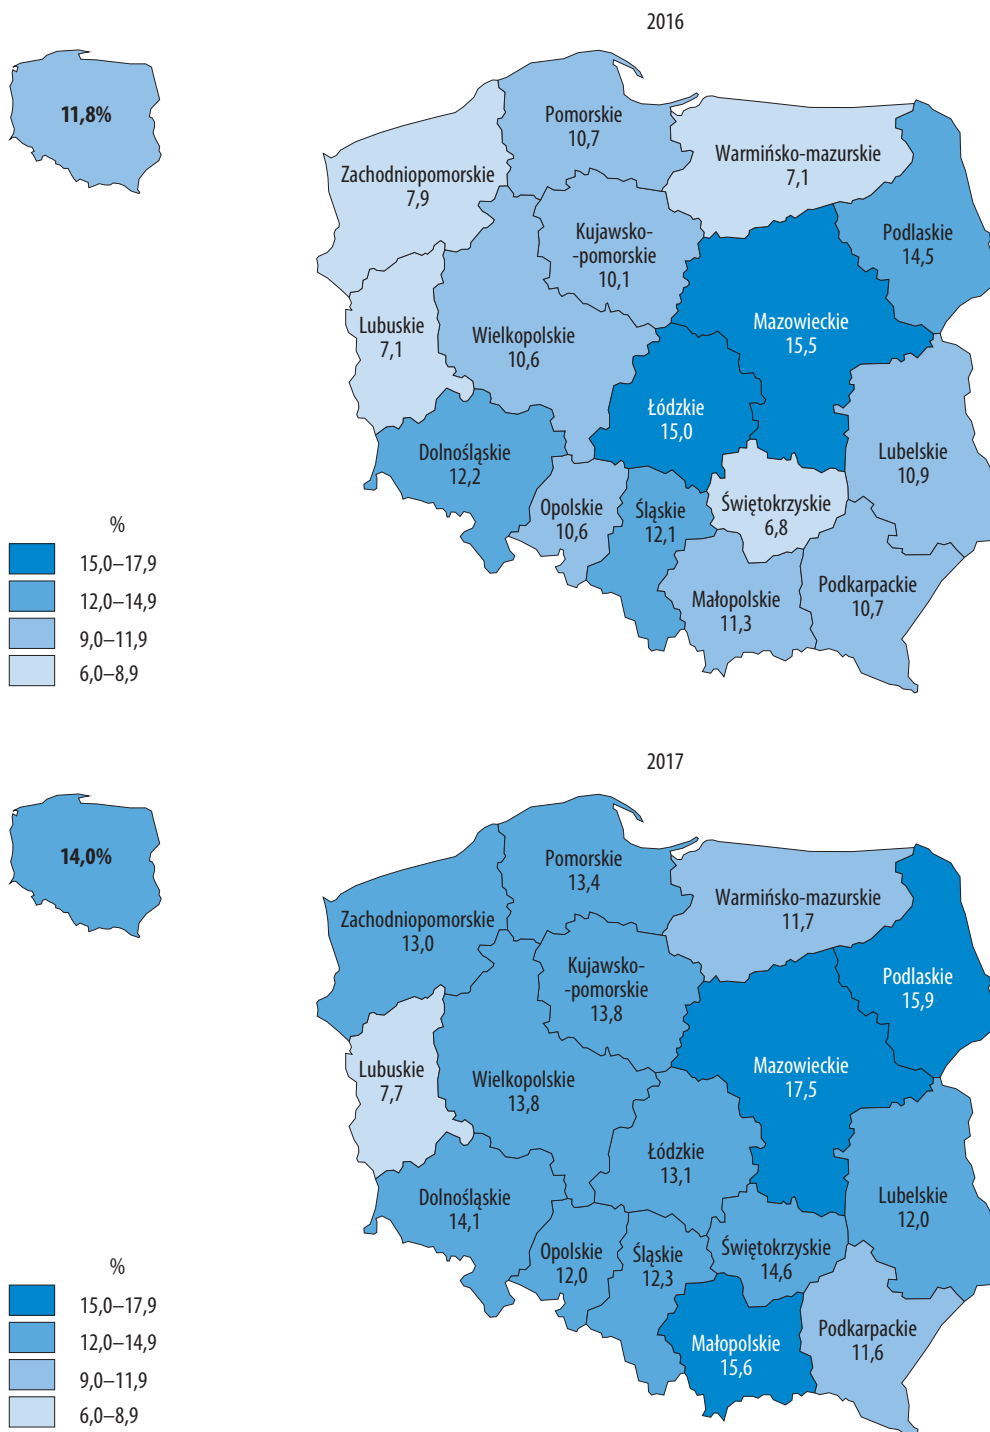 2016
11,8%
Pomorskie
10,7
Warmińsko-mazurskie
7,1
Zachodniopomorskie
7,9
Kujawsko-
-pomorskie
10,1
Podlaskie
14,5
Mazowieckie
15,5
Lubuskie
7,1
Wielkopolskie
10,6
Łódzkie
15,0
Dolnośląskie
12,2
Lubelskie
10,9
Opolskie
10,6
Śląskie
12,1
Świętokrzyskie
6,8
Małopolskie
11,3
Podkarpackie
10,7
%
15,0–17,9
12,0–14,9
9,0–11,9
6,0–8,9
2017
14,0%
Pomorskie
13,4
Warmińsko-mazurskie
11,7
Zachodniopomorskie
13,0
Kujawsko-
-pomorskie
13,8
Podlaskie
15,9
Mazowieckie
17,5
Lubuskie
7,7
Wielkopolskie
13,8
Łódzkie
13,1
Dolnośląskie
14,1
Lubelskie
12,0
Opolskie
12,0
Śląskie
12,3
Świętokrzyskie
14,6
Małopolskie
15,6
Podkarpackie
11,6
%
15,0–17,9
12,0–14,9
9,0–11,9
6,0–8,9